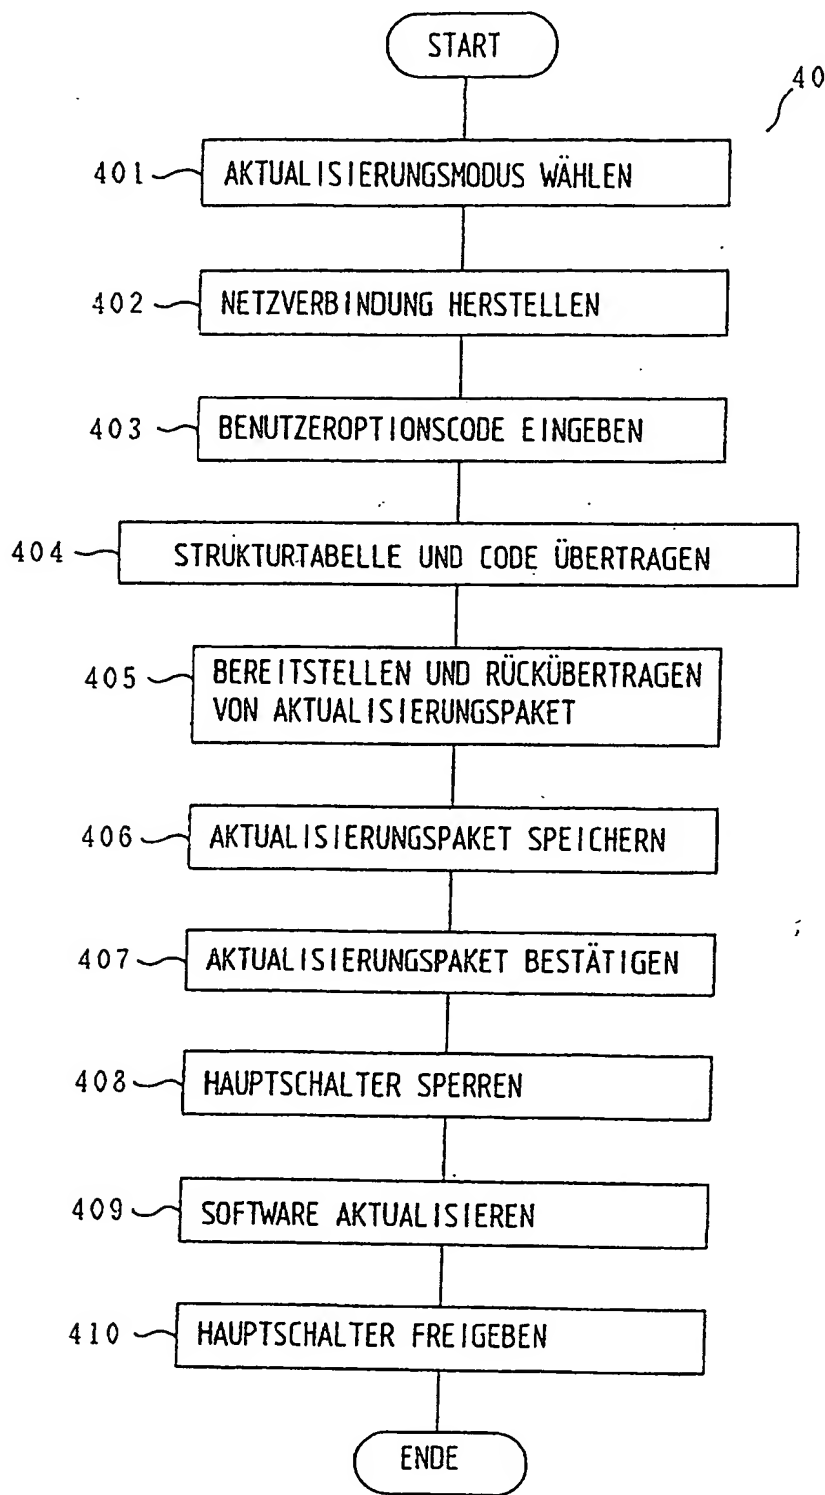 START
40
401 AKTUALISIERUNGSMODUS WÄHLEN
402 NETZVERBINDUNG HERSTELLEN
403 BENUTZEROPTIONSCODE EINGEBEN
404 STRUKTURTABELLE UND CODE ÜBERTRAGEN
405 BEREITSTELLEN UND RÜCKÜBERTRAGEN
VON AKTUALISIERUNGSPAKET
406 AKTUALISIERUNGSPAKET SPEICHERN
407 AKTUALISIERUNGSPAKET BESTÄTIGEN
408 HAUPTSCHALTER SPERREN
409 SOFTWARE AKTUALISIEREN
410 HAUPTSCHALTER FREIGEBEN
ENDE